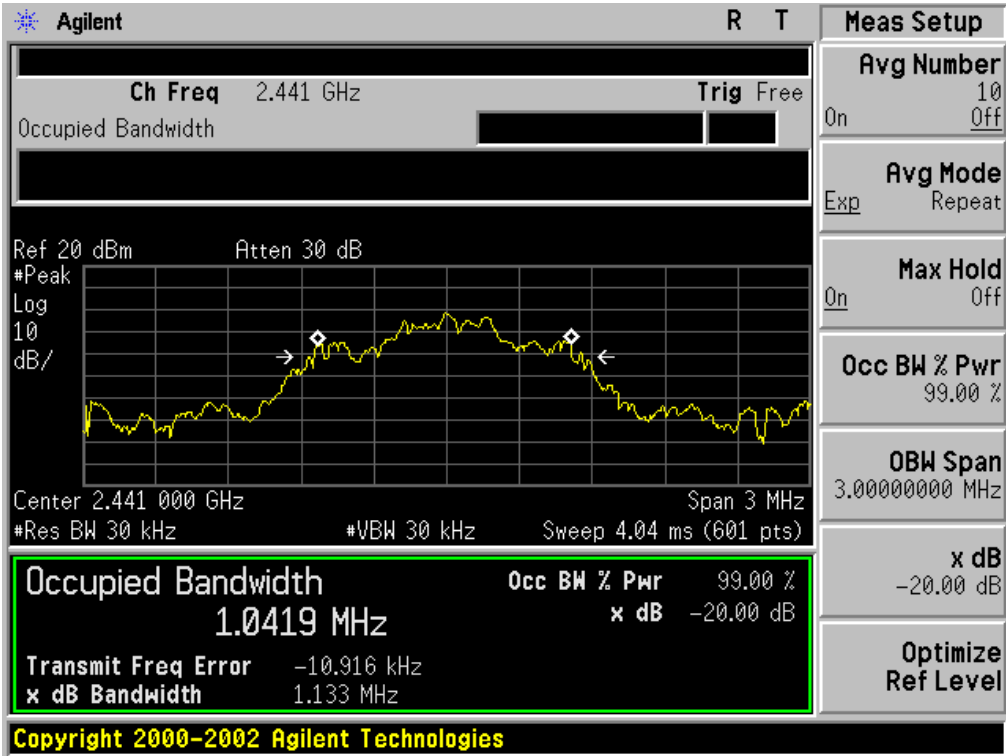 Agilent R T
Meas Setup
Ch Freq 2.441 GHz Trig Free
Occupied Bandwidth
Ref 20 dBm Atten 30 dB
#Peak
Log
10
dB/
Center 2.441 000 GHz Span 3 MHz
#Res BW 30 kHz #VBW 30 kHz Sweep 4.04 ms (601 pts)
Occupied Bandwidth Occ BW % Pwr 99.00 %
1.0419 MHz x dB -20.00 dB
Transmit Freq Error -10.916 kHz
x dB Bandwidth 1.133 MHz
Avg Number
10
On Off
Avg Mode
Exp Repeat
Max Hold
On Off
Occ BW % Pwr
99.00 %
OBW Span
3.00000000 MHz
x dB
-20.00 dB
Optimize
Ref Level
Copyright 2000-2002 Agilent Technologies